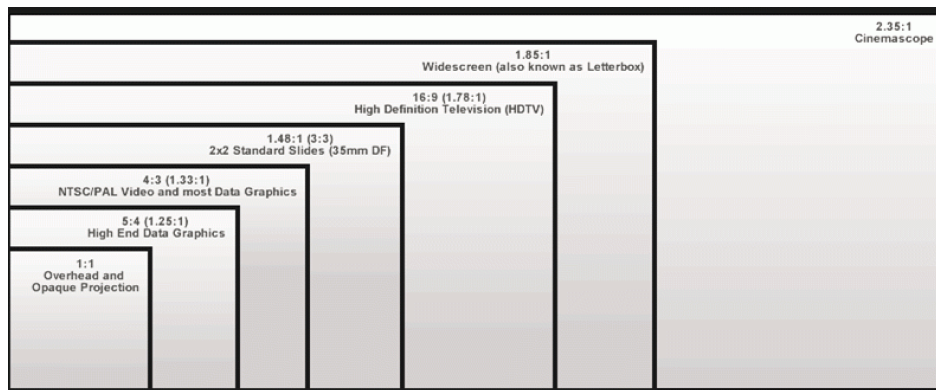 2.35:1
Cinemascope
1.85:1
Widescreen (also known as Letterbox)
16:9 (1.78:1)
High Definition Television (HDTV)
1.48:1 (3:3)
2x2 Standard Slides (35mm DF)
4:3 (1.33:1)
NTSC/PAL Video and most Data Graphics
5:4 (1.25:1)
High End Data Graphics
1:1
Overhead and
Opaque Projection